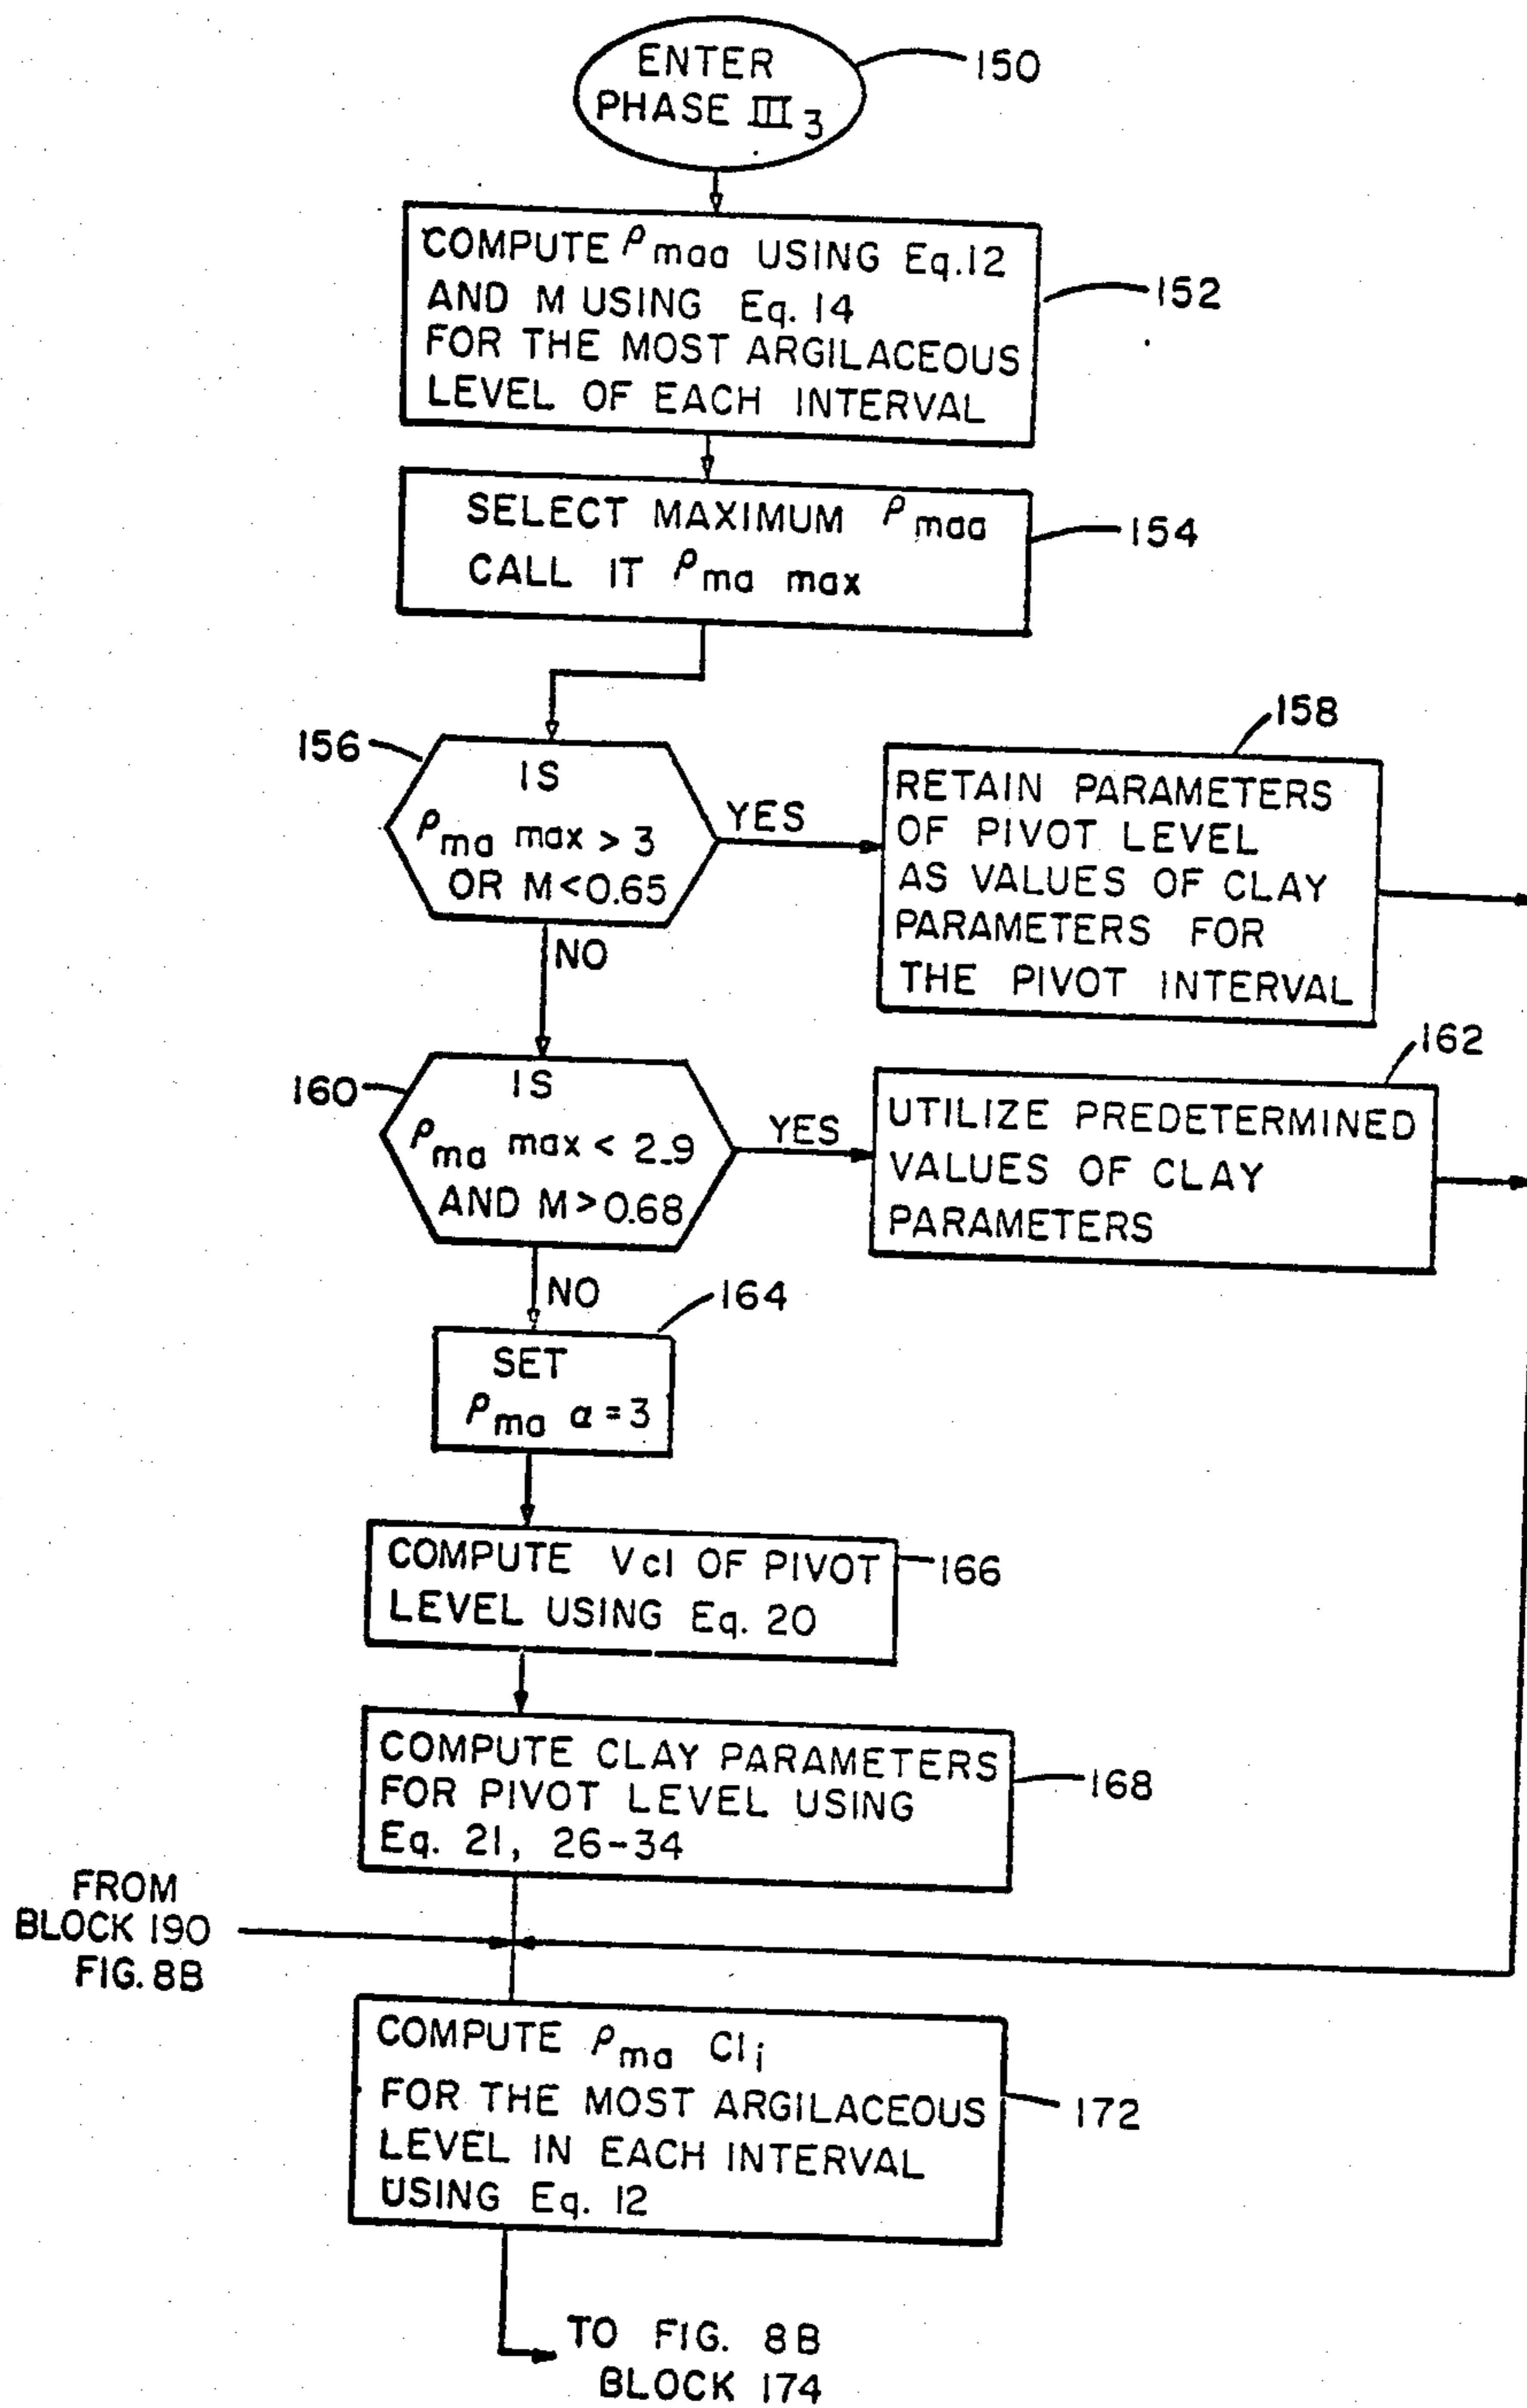 ENTER
PHASE III 3
150
COMPUTE ρmaa USING Eq.12
AND M USING Eq. 14
FOR THE MOST ARGILACEOUS
LEVEL OF EACH INTERVAL
152
SELECT MAXIMUM ρmaa
CALL IT ρma max
154
156
IS
ρma max > 3
OR M<0.65
YES
NO
158
RETAIN PARAMETERS
OF PIVOT LEVEL
AS VALUES OF CLAY
PARAMETERS FOR
THE PIVOT INTERVAL
160
IS
ρma max < 2.9
AND M>0.68
YES
NO
162
UTILIZE PREDETERMINED
VALUES OF CLAY
PARAMETERS
164
SET
ρma α = 3
COMPUTE Vcl OF PIVOT
LEVEL USING Eq. 20
166
COMPUTE CLAY PARAMETERS
FOR PIVOT LEVEL USING
Eq. 21, 26-34
168
FROM
BLOCK 190
FIG. 8B
COMPUTE ρma Cli
FOR THE MOST ARGILACEOUS
LEVEL IN EACH INTERVAL
USING Eq. 12
172
TO FIG. 8B
BLOCK 174